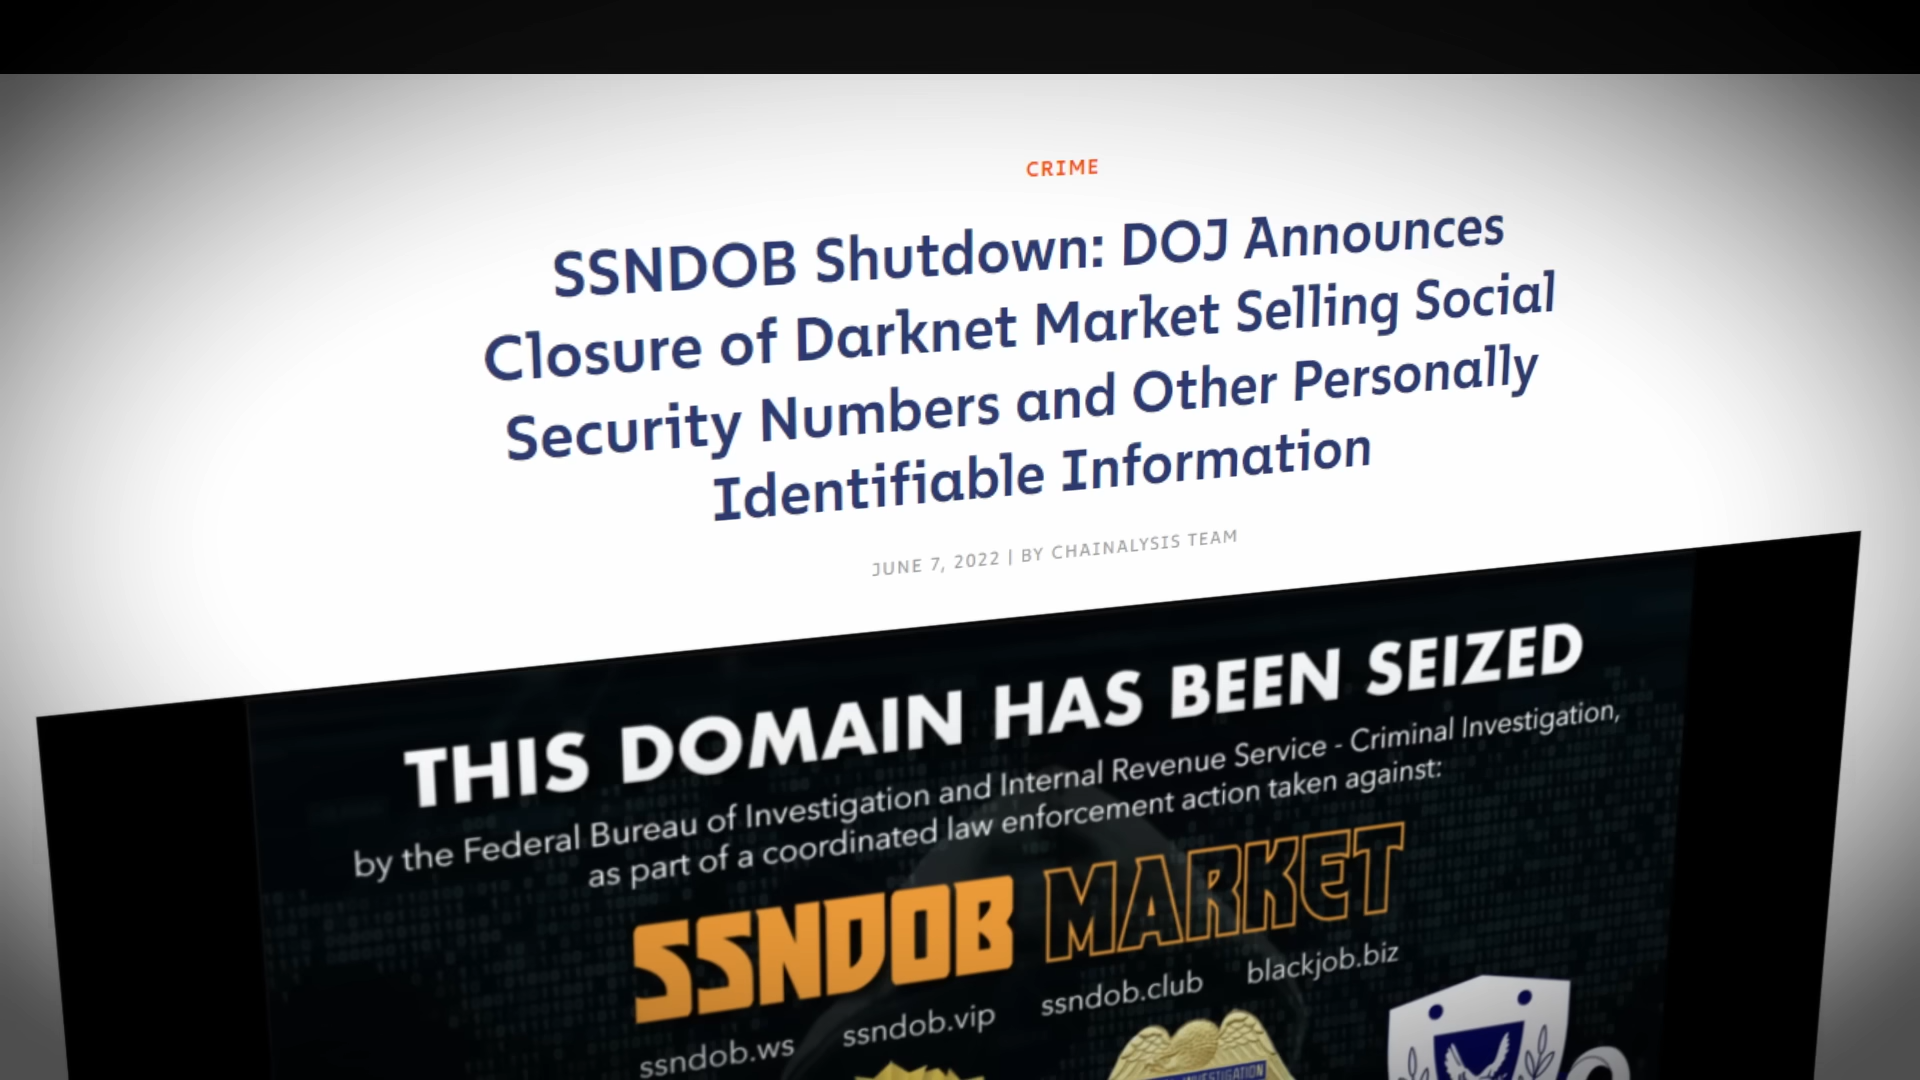 CRIME
SSNDOB Shutdown: DOJ Announces
Closure of Darknet Market Selling Social
Security Numbers and Other Personally
Identifiable Information
JUNE 7, 2022 | BY CHAINALYSIS TEAM
THIS DOMAIN HAS BEEN SEIZED
by the Federal Bureau of Investigation and Internal Revenue Service - Criminal Investigation,
as part of a coordinated law enforcement action taken against:
SSNDOB MARKET
ssndob.ws ssndob.vip ssndob.club blackjob.biz
INVESTIGATION